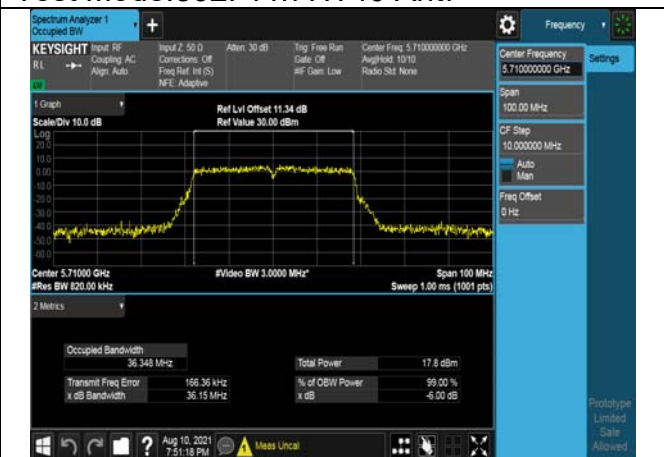 Spectrum Analyzer 1
Occupied BW
+
Frequency
KEYSIGHT
Input: RF
Coupling: AC
Align: Auto
Input Z: 50 Ω
Corrections: Off
Freq Ref: Int (S)
NFE: Adaptive
Atten: 30 dB
Trig: Free Run
Gate: Off
#IF Gain: Low
Center Freq: 5.710000000 GHz
Avg|Hold: 10/10
Radio Std: None
RL
1 Graph
Scale/Div 10.0 dB
Ref Lvl Offset 11.34 dB
Ref Value 30.00 dBm
Log
20.0
10.0
0.00
-10.0
-20.0
-30.0
-40.0
-50.0
-60.0
Center 5.71000 GHz
#Video BW 3.0000 MHz*
Span 100 MHz
#Res BW 820.00 kHz
Sweep 1.00 ms (1001 pts)
2 Metrics
Occupied Bandwidth
36.348 MHz
Total Power
17.8 dBm
Transmit Freq Error
166.36 kHz
% of OBW Power
99.00 %
x dB Bandwidth
36.15 MHz
x dB
-6.00 dB
Center Frequency
5.710000000 GHz
Settings
Span
100.00 MHz
CF Step
10.000000 MHz
Auto
Man
Freq Offset
0 Hz
Prototype
Limited
Sale
Allowed
?
Aug 10, 2021
7:51:18 PM
Meas Uncal